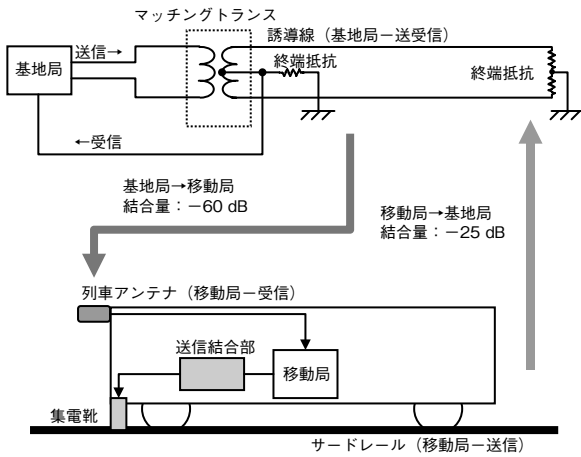 マッチングトランス
送信→
誘導線（基地局－送受信）
基地局
終端抵抗
終端抵抗
←受信
基地局→移動局
結合量：－60 dB
移動局→基地局
結合量：－25 dB
列車アンテナ（移動局－受信）
送信結合部
移動局
集電靴
サードレール（移動局－送信）